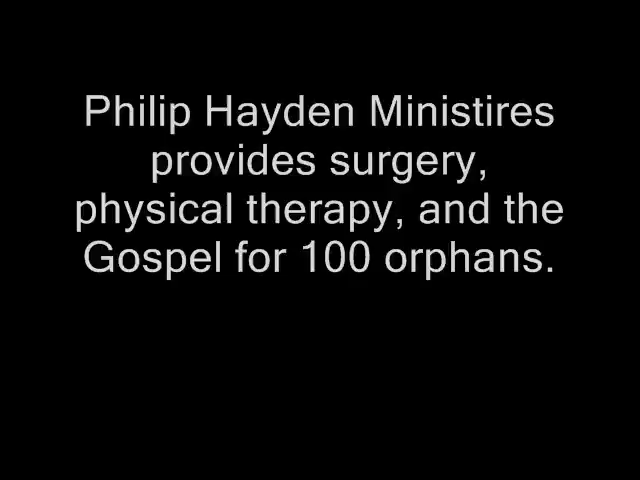 Philip Hayden Ministires
provides surgery,
physical therapy, and the
Gospel for 100 orphans.